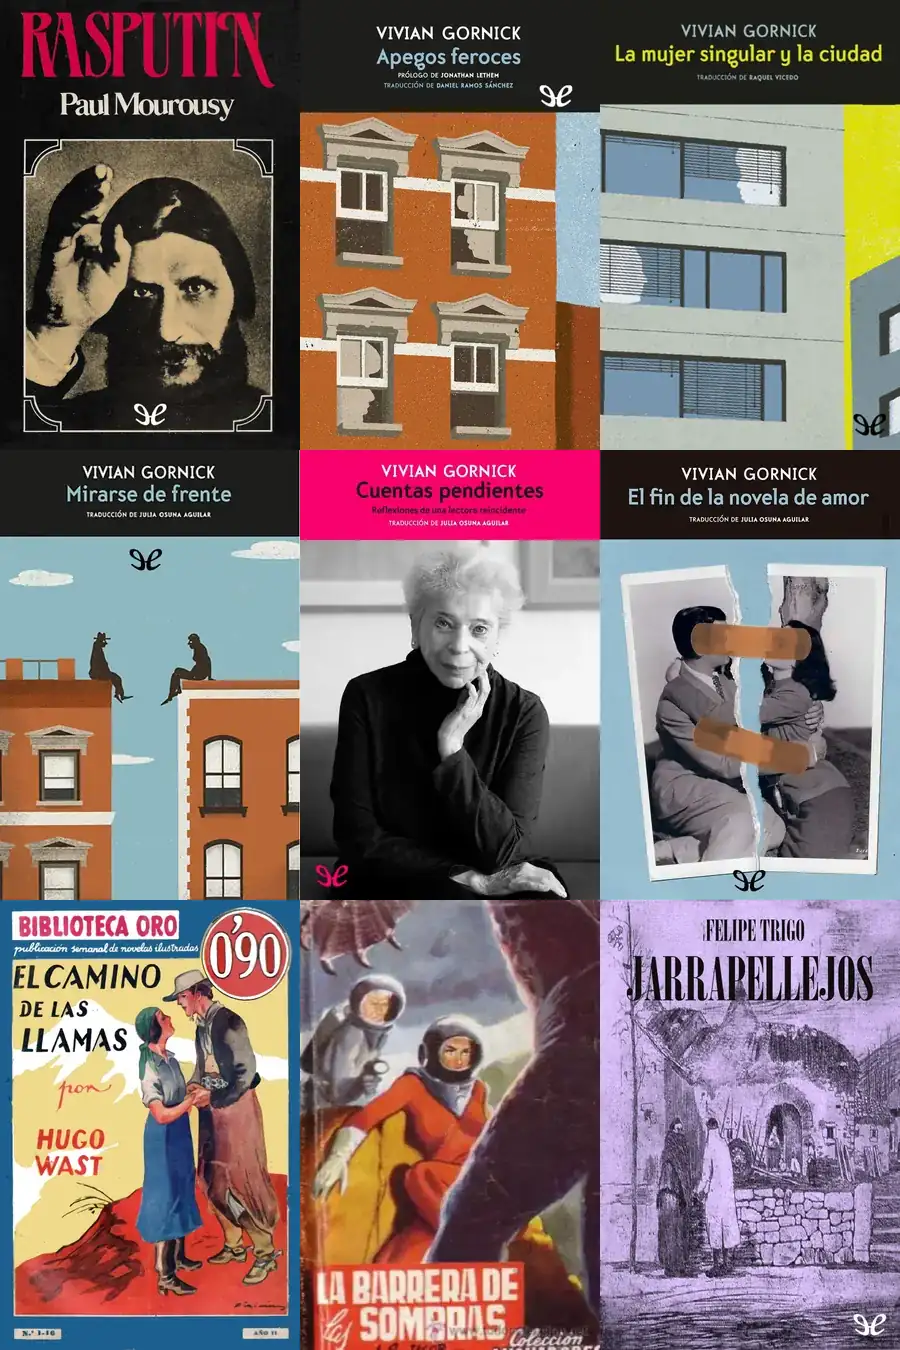 RASPUTIN
Paul Mourousy
VIVIAN GORNICK
Apegos feroces
PRÓLOGO DE JONATHAN LETHEM
TRADUCCIÓN DE DANIEL RAMOS SÁNCHEZ
VIVIAN GORNICK
La mujer singular y la ciudad
TRADUCCIÓN DE RAQUEL VICEDO
VIVIAN GORNICK
Mirarse de frente
TRADUCCIÓN DE JULIA OSUNA AGUILAR
VIVIAN GORNICK
Cuentas pendientes
Reflexiones de una lectora reincidente
TRADUCCIÓN DE JULIA OSUNA AGUILAR
VIVIAN GORNICK
El fin de la novela de amor
TRADUCCIÓN DE JULIA OSUNA AGUILAR
BIBLIOTECA ORO
publicación semanal de novelas ilustradas
0'90
EL CAMINO
DE LAS
LLAMAS
por
HUGO
WAST
AÑO II
LA BARRERA DE
las SOMBRAS
Colección
FELIPE TRIGO
JARRAPELLEJOS